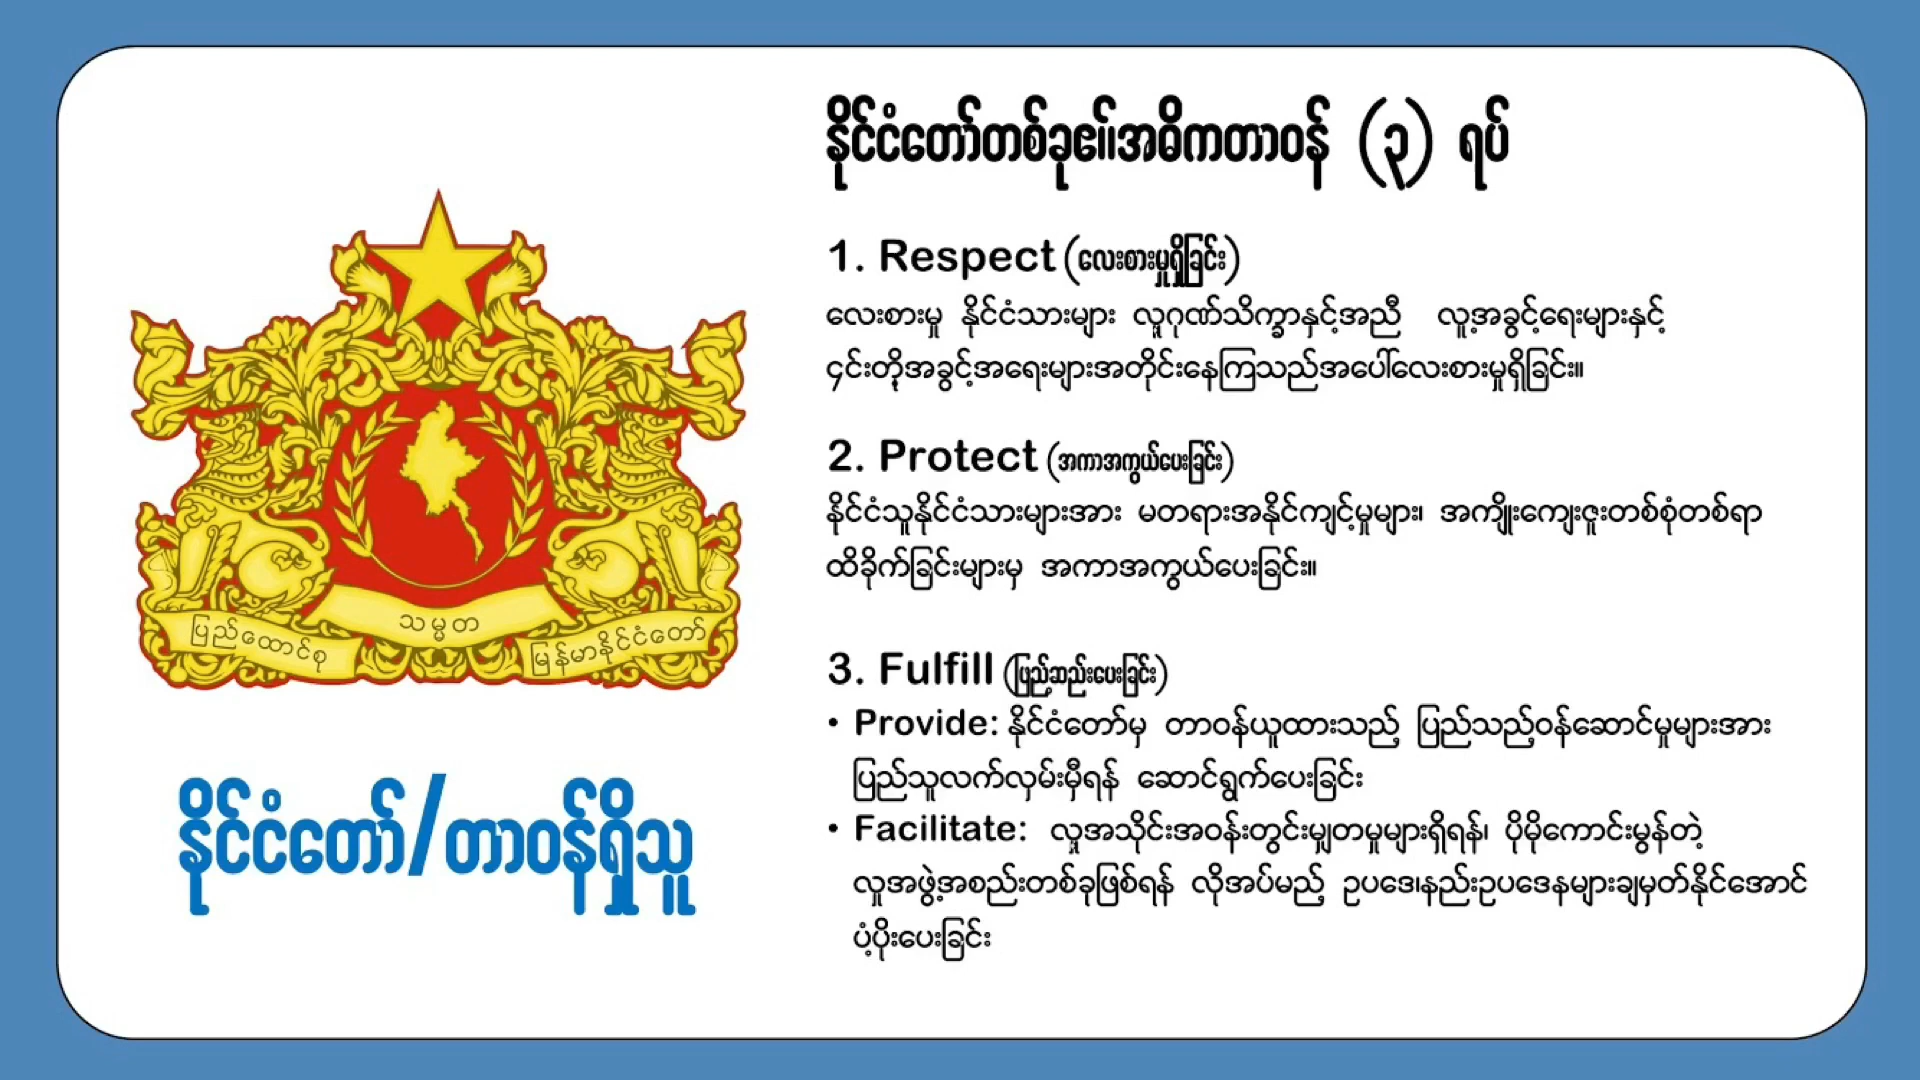 နိုင်ငံတော်တစ်ခု၏အဓိကတာဝန် (၃) ရပ်
1. Respect (လေးစားမှုရှိခြင်း)
လေးစားမှု နိုင်ငံသားများ လူ့ဂုဏ်သိက္ခာနှင့်အညီ လူ့အခွင့်ရေးများနှင့်
၄င်းတို့အခွင့်အရေးများအတိုင်းနေကြသည်အပေါ်လေးစားမှုရှိခြင်း။
2. Protect (အကာအကွယ်ပေးခြင်း)
နိုင်ငံသူနိုင်ငံသားများအား မတရားအနိုင်ကျင့်မှုများ၊ အကျိုးကျေးဇူးတစ်စုံတစ်ရာ
ထိခိုက်ခြင်းများမှ အကာအကွယ်ပေးခြင်း။
3. Fulfill (ဖြည့်ဆည်းပေးခြင်း)
• Provide: နိုင်ငံတော်မှ တာဝန်ယူထားသည့် ပြည်သည့်ဝန်ဆောင်မှုများအား
ပြည်သူလက်လှမ်းမှီရန် ဆောင်ရွက်ပေးခြင်း
• Facilitate: လူ့အသိုင်းအဝန်းတွင်းမျှတမှုများရှိရန်၊ ပိုမိုကောင်းမွန်တဲ့
လူ့အဖွဲ့အစည်းတစ်ခုဖြစ်ရန် လိုအပ်မည့် ဥပဒေ၊နည်းဥပဒေနများချမှတ်နိုင်အောင်
ပံ့ပိုးပေးခြင်း
ပြည်ထောင်စု
သမ္မတ
မြန်မာနိုင်ငံတော်
နိုင်ငံတော်/တာဝန်ရှိသူ